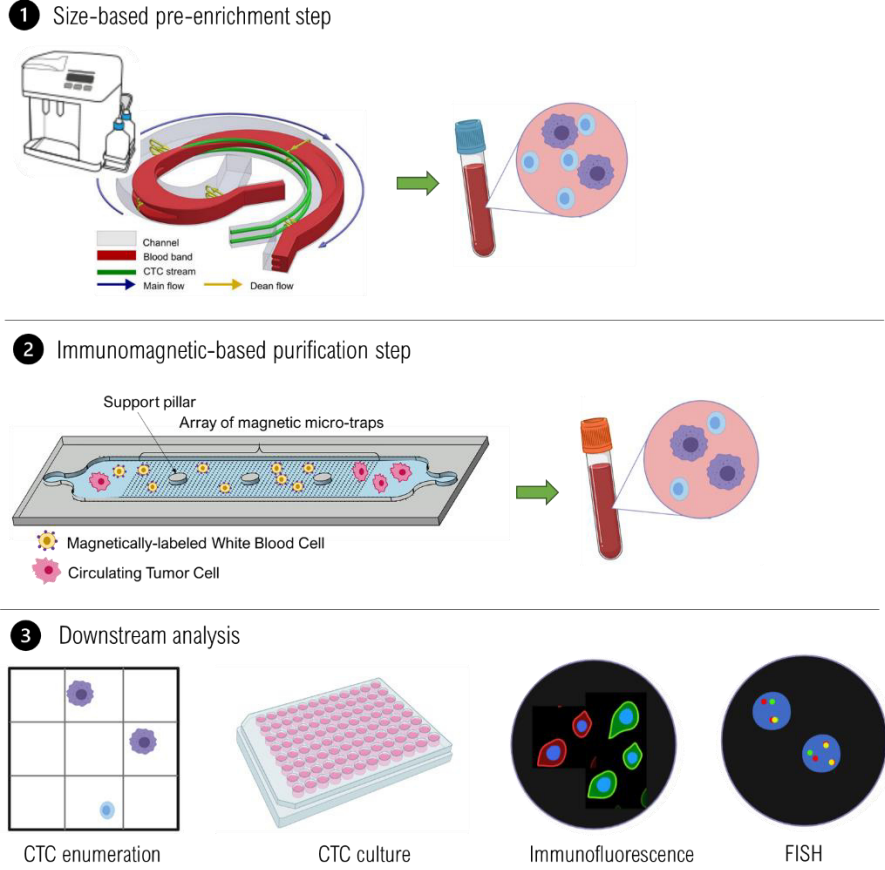 1 Size-based pre-enrichment step
Channel
Blood band
CTC stream
Main flow
Dean flow
2 Immunomagnetic-based purification step
Support pillar
Array of magnetic micro-traps
Magnetically-labeled White Blood Cell
Circulating Tumor Cell
3 Downstream analysis
CTC enumeration
CTC culture
Immunofluorescence
FISH